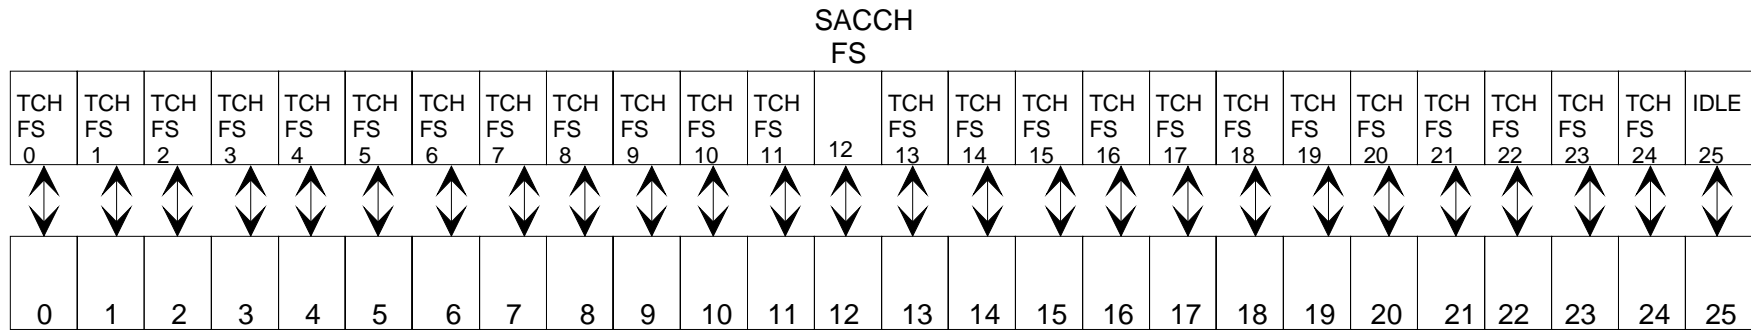 SACCH
FS
TCH TCH TCH TCH TCH TCH TCH TCH TCH TCH TCH TCH TCH TCH TCH TCH TCH TCH TCH TCH TCH TCH TCH TCH IDLE
FS FS FS FS FS FS FS FS FS FS FS FS FS FS FS FS FS FS FS FS FS FS FS FS
0 1 2 3 4 5 6 7 8 9 10 11 12 13 14 15 16 17 18 19 20 21 22 23 24 25
0 1 2 3 4 5 6 7 8 9 10 11 12 13 14 15 16 17 18 19 20 21 22 23 24 25